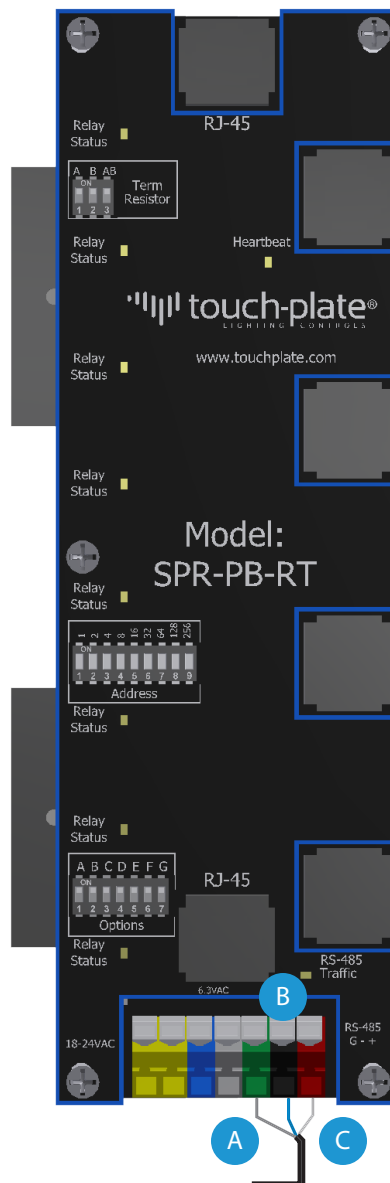 RJ-45
Relay
Status
A B AB
ON
1 2 3
Term
Resistor
Relay
Status
Heartbeat
touch-plate®
LIGHTING CONTROLS
www.touchplate.com
Relay
Status
Relay
Status
Model:
SPR-PB-RT
Relay
Status
1 2 4 8 16 32 64 128 256
ON
1 2 3 4 5 6 7 8 9
Address
Relay
Status
Relay
Status
A B C D E F G
ON
1 2 3 4 5 6 7
Options
RJ-45
Relay
Status
RS-485
Traffic
6.3VAC
B
18-24VAC
RS-485
G - +
A
C